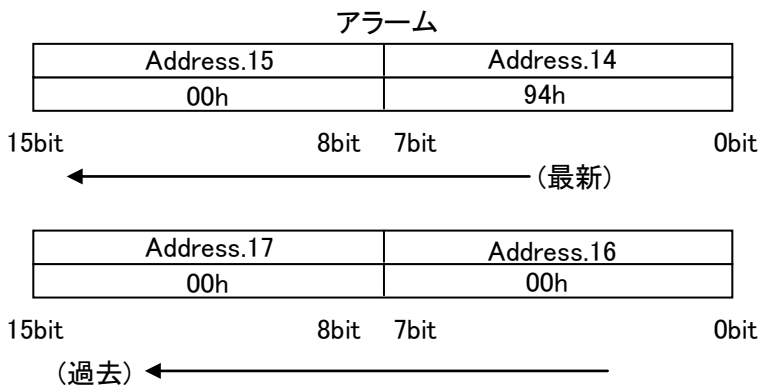 アラーム
Address.15 Address.14
00h 94h
15bit 8bit 7bit 0bit
(最新)
Address.17 Address.16
00h 00h
15bit 8bit 7bit 0bit
(過去)